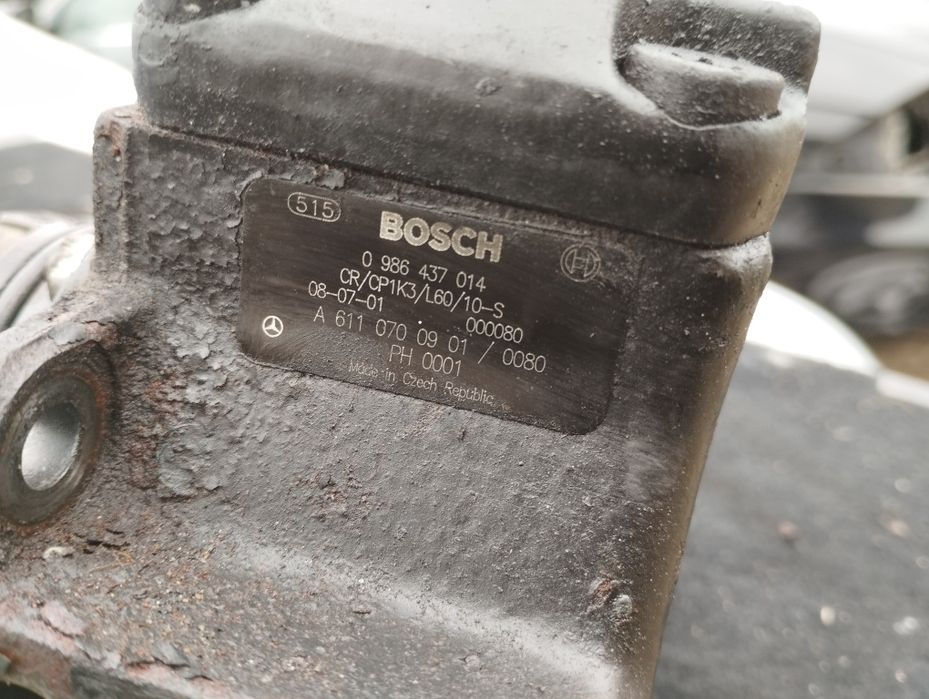 515
BOSCH
0 986 437 014
CR/CP1K3/L60/10-S
08-07-01 000080
A 611 070 09 01 / 0080
PH 0001
Made in Czech Republic